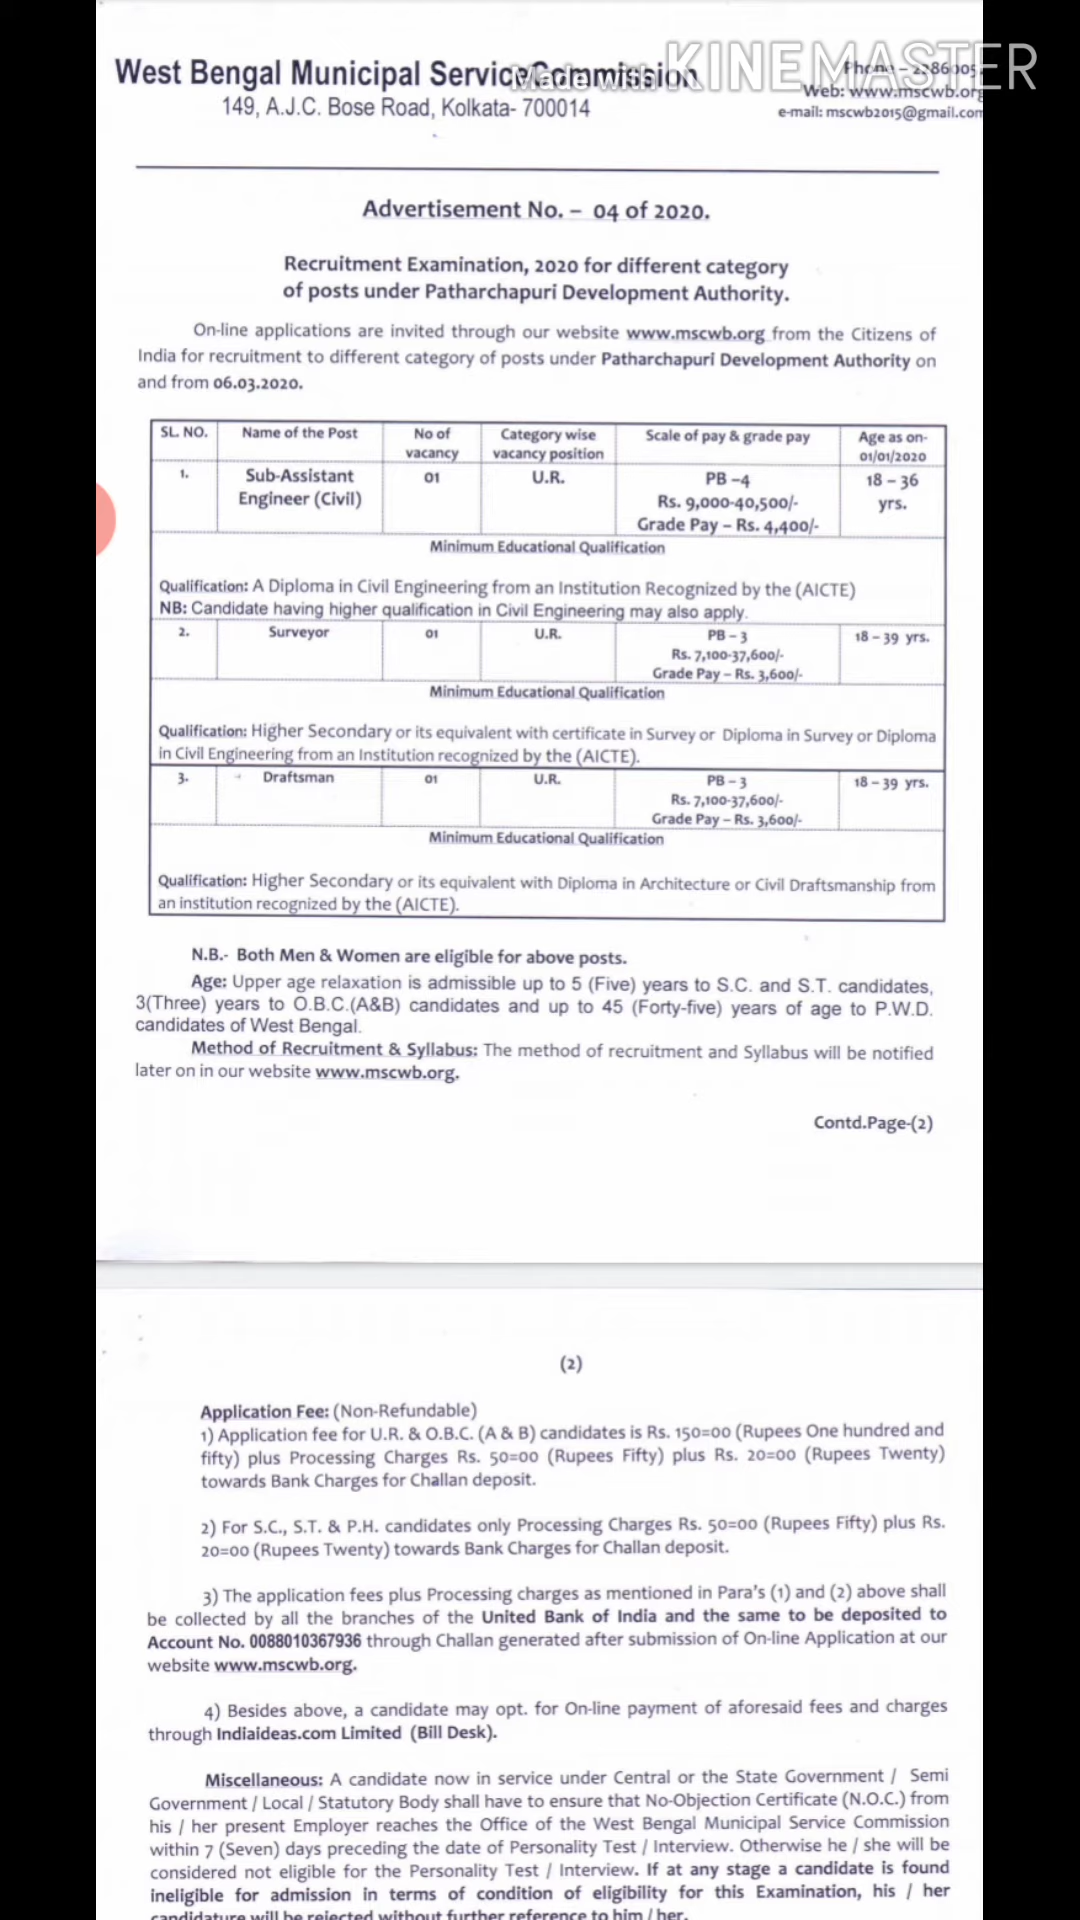 West Bengal Municipal Service Commission
Made with KINEMASTER
149, A.J.C. Bose Road, Kolkata- 700014
Web: www.mscwb.org
e-mail: mscwb2015@gmail.com
Advertisement No. – 04 of 2020.
Recruitment Examination, 2020 for different category
of posts under Patharchapuri Development Authority.
On-line applications are invited through our website www.mscwb.org from the Citizens of
India for recruitment to different category of posts under Patharchapuri Development Authority on
and from 06.03.2020.
SL. NO. Name of the Post No of vacancy Category wise vacancy position Scale of pay & grade pay Age as on- 01/01/2020
1. Sub-Assistant Engineer (Civil) 01 U.R. PB –4 Rs. 9,000-40,500/- Grade Pay – Rs. 4,400/- 18 – 36 yrs.
Minimum Educational Qualification
Qualification: A Diploma in Civil Engineering from an Institution Recognized by the (AICTE)
NB: Candidate having higher qualification in Civil Engineering may also apply.
2. Surveyor 01 U.R. PB – 3 Rs. 7,100-37,600/- Grade Pay – Rs. 3,600/- 18 – 39 yrs.
Minimum Educational Qualification
Qualification: Higher Secondary or its equivalent with certificate in Survey or Diploma in Survey or Diploma
in Civil Engineering from an Institution recognized by the (AICTE).
3. Draftsman 01 U.R. PB – 3 Rs. 7,100-37,600/- Grade Pay – Rs. 3,600/- 18 – 39 yrs.
Minimum Educational Qualification
Qualification: Higher Secondary or its equivalent with Diploma in Architecture or Civil Draftsmanship from
an institution recognized by the (AICTE).
N.B.- Both Men & Women are eligible for above posts.
Age: Upper age relaxation is admissible up to 5 (Five) years to S.C. and S.T. candidates,
3(Three) years to O.B.C.(A&B) candidates and up to 45 (Forty-five) years of age to P.W.D.
candidates of West Bengal.
Method of Recruitment & Syllabus: The method of recruitment and Syllabus will be notified
later on in our website www.mscwb.org.
Contd.Page-(2)
(2)
Application Fee: (Non-Refundable)
1) Application fee for U.R. & O.B.C. (A & B) candidates is Rs. 150=00 (Rupees One hundred and
fifty) plus Processing Charges Rs. 50=00 (Rupees Fifty) plus Rs. 20=00 (Rupees Twenty)
towards Bank Charges for Challan deposit.
2) For S.C., S.T. & P.H. candidates only Processing Charges Rs. 50=00 (Rupees Fifty) plus Rs.
20=00 (Rupees Twenty) towards Bank Charges for Challan deposit.
3) The application fees plus Processing charges as mentioned in Para's (1) and (2) above shall
be collected by all the branches of the United Bank of India and the same to be deposited to
Account No. 0088010367936 through Challan generated after submission of On-line Application at our
website www.mscwb.org.
4) Besides above, a candidate may opt. for On-line payment of aforesaid fees and charges
through Indiaideas.com Limited (Bill Desk).
Miscellaneous: A candidate now in service under Central or the State Government / Semi
Government / Local / Statutory Body shall have to ensure that No-Objection Certificate (N.O.C.) from
his / her present Employer reaches the Office of the West Bengal Municipal Service Commission
within 7 (Seven) days preceding the date of Personality Test / Interview. Otherwise he / she will be
considered not eligible for the Personality Test / Interview. If at any stage a candidate is found
ineligible for admission in terms of condition of eligibility for this Examination, his / her
candidature will be rejected without further reference to him / her.